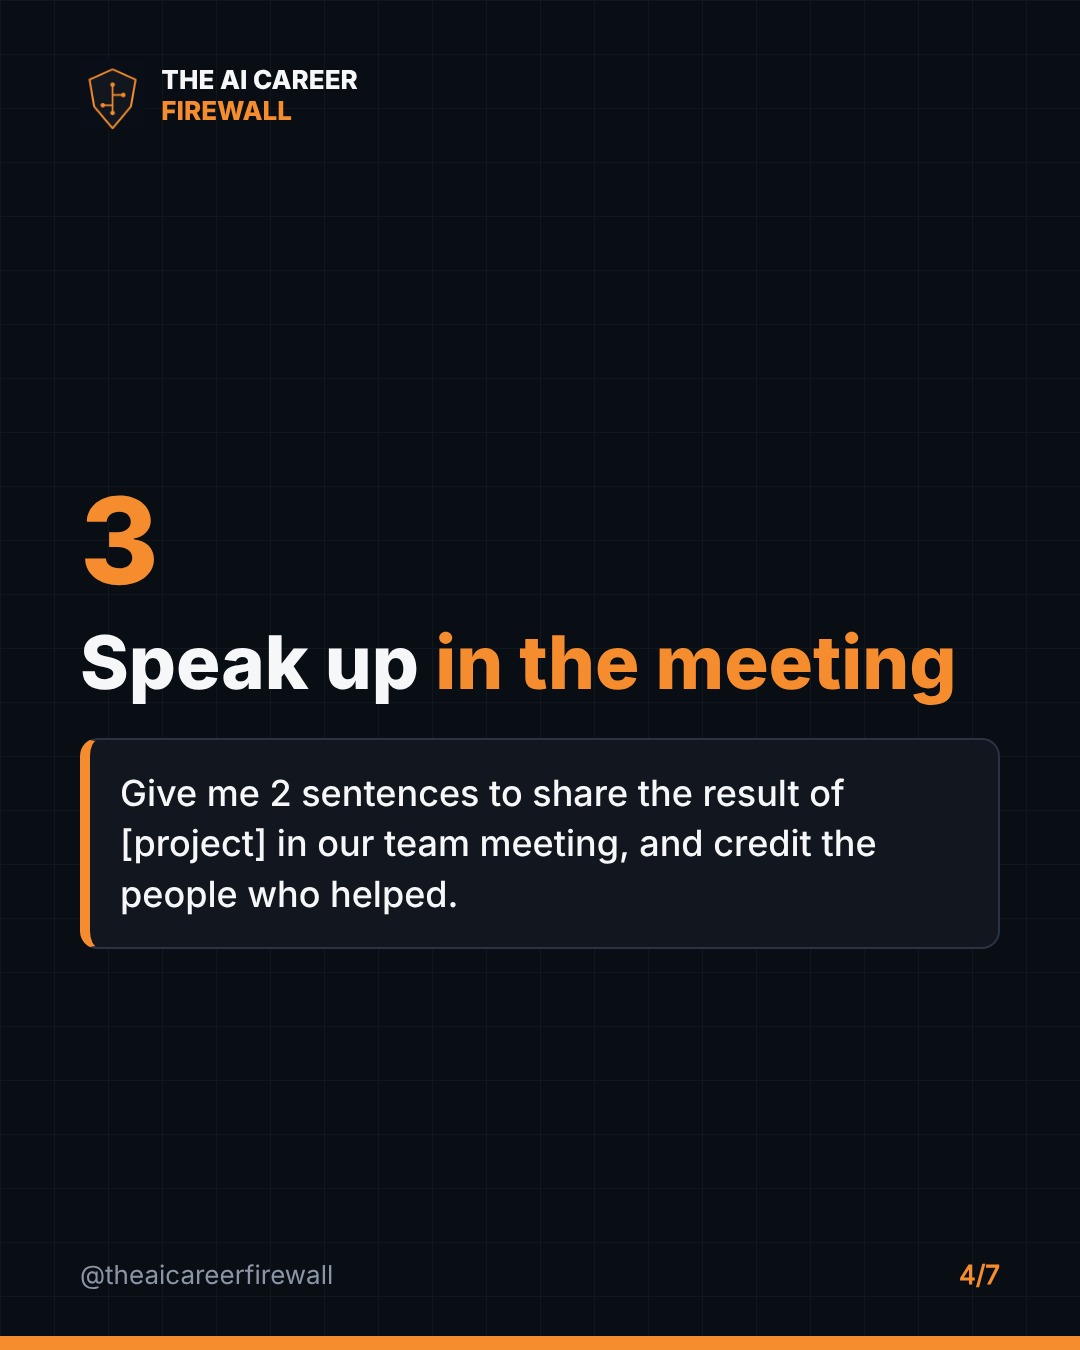 THE AI CAREER
FIREWALL
3
Speak up in the meeting
Give me 2 sentences to share the result of
[project] in our team meeting, and credit the
people who helped.
@theaicareerfirewall
4/7